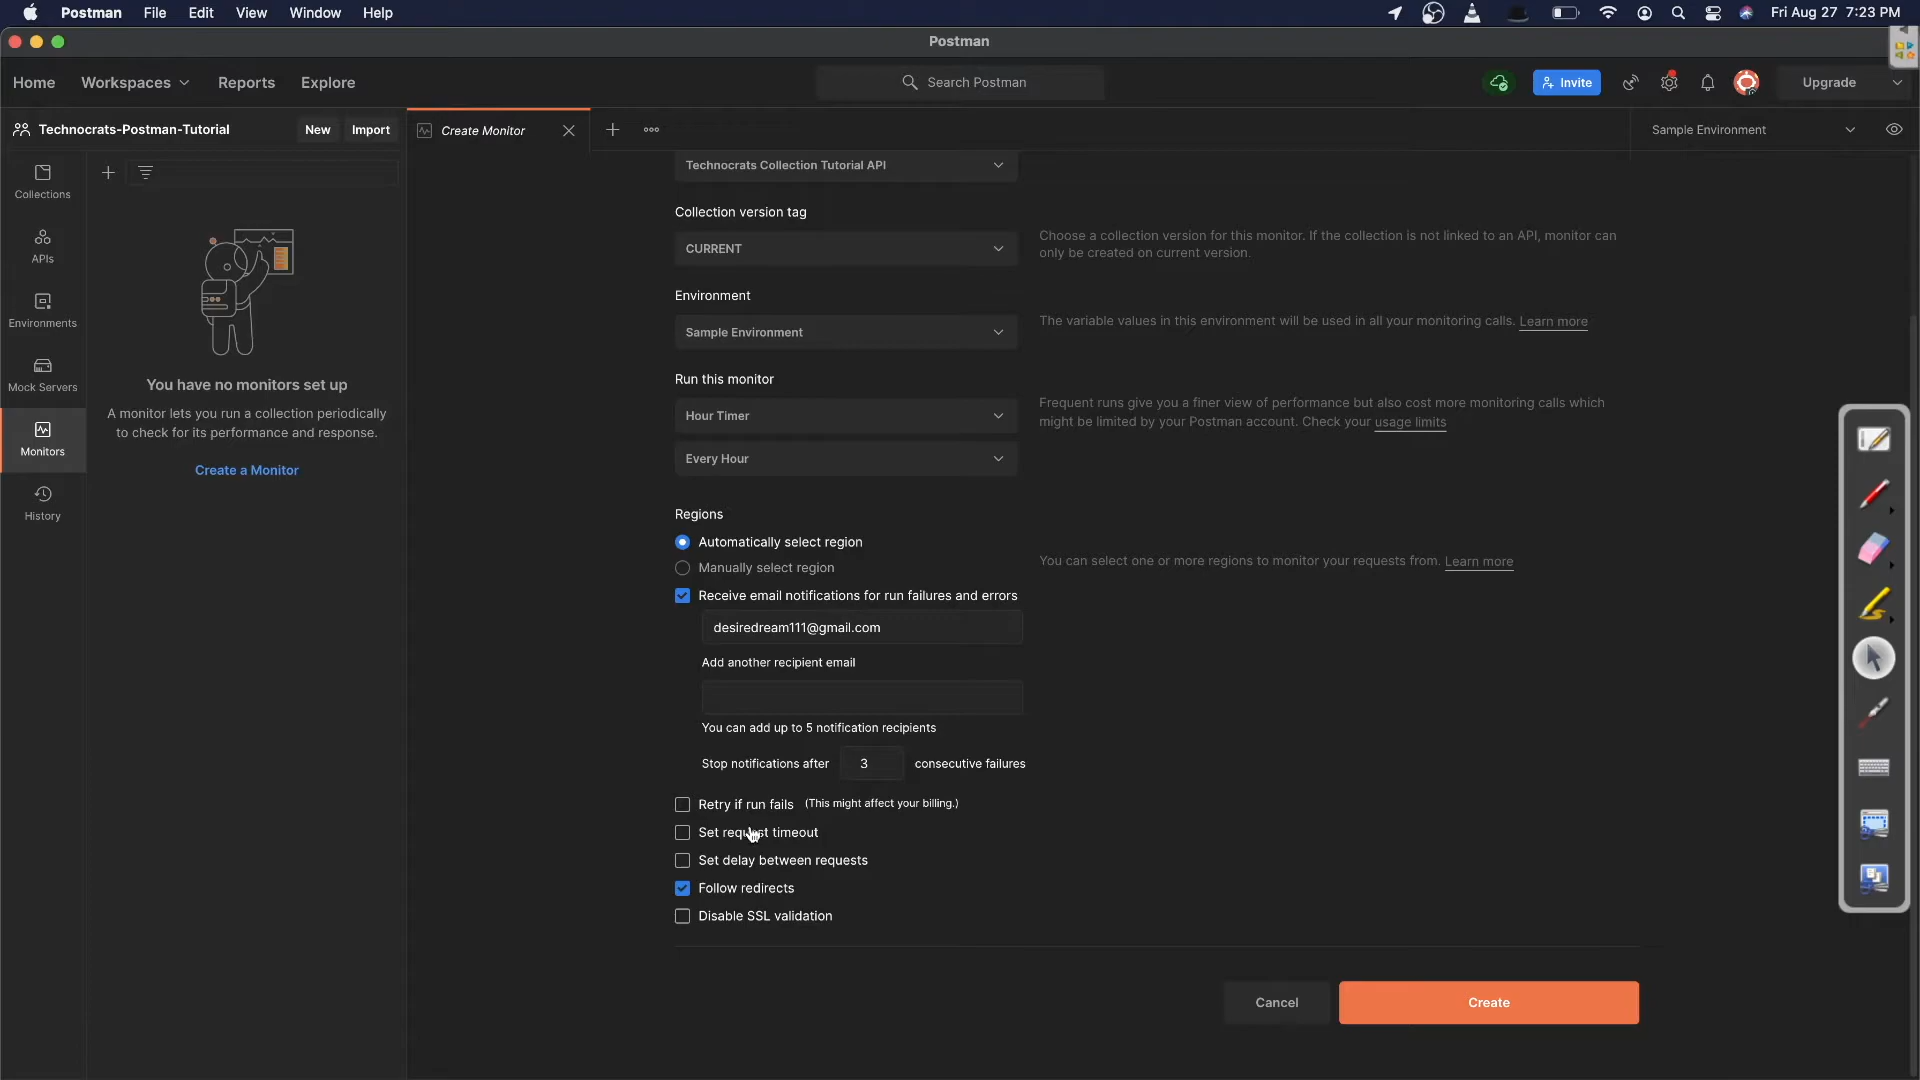 Postman File Edit View Window Help
Fri Aug 27 7:23 PM
Postman
Home Workspaces Reports Explore
Search Postman
Invite
Upgrade
Technocrats-Postman-Tutorial
New
Import
Create Monitor
Sample Environment
Collections
APIs
Environments
Mock Servers
Monitors
History
You have no monitors set up
A monitor lets you run a collection periodically
to check for its performance and response.
Create a Monitor
Technocrats Collection Tutorial API
Collection version tag
CURRENT
Choose a collection version for this monitor. If the collection is not linked to an API, monitor can
only be created on current version.
Environment
Sample Environment
The variable values in this environment will be used in all your monitoring calls. Learn more
Run this monitor
Hour Timer
Every Hour
Frequent runs give you a finer view of performance but also cost more monitoring calls which
might be limited by your Postman account. Check your usage limits
Regions
Automatically select region
Manually select region
You can select one or more regions to monitor your requests from. Learn more
Receive email notifications for run failures and errors
desiredream111@gmail.com
Add another recipient email
You can add up to 5 notification recipients
Stop notifications after 3 consecutive failures
Retry if run fails (This might affect your billing.)
Set request timeout
Set delay between requests
Follow redirects
Disable SSL validation
Cancel
Create